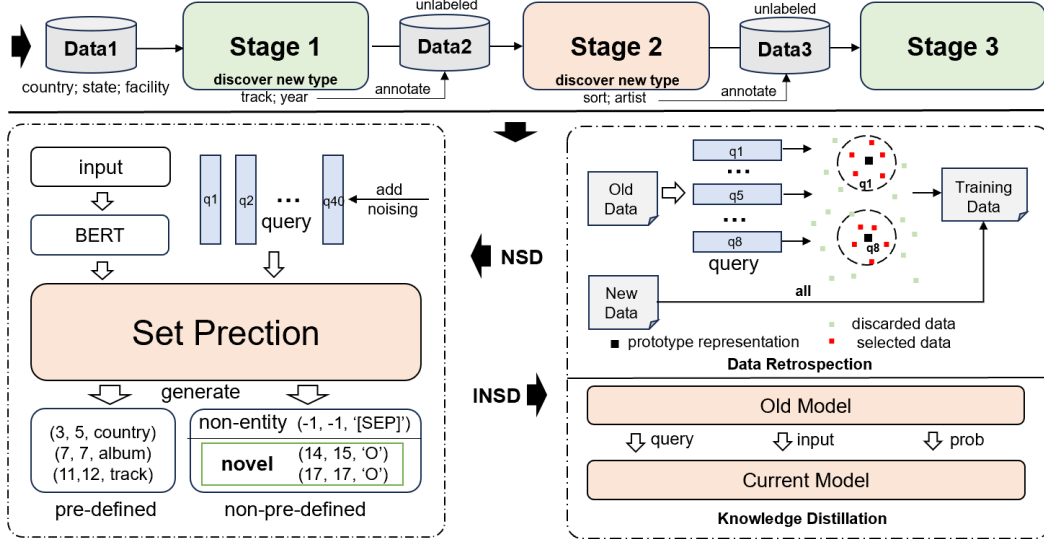 unlabeled
unlabeled
Data1
Stage 1
Data2
Stage 2
Data3
Stage 3
discover new type
discover new type
country; state; facility
track; year
annotate
sort; artist
annotate
input
BERT
q1
q2
...
q40
query
add
noising
Set Prection
generate
(3, 5, country)
(7, 7, album)
(11,12, track)
non-entity (-1, -1, '[SEP]')
novel
(14, 15, 'O')
(17, 17, 'O')
pre-defined
non-pre-defined
NSD
INSD
Old
Data
q1
...
q5
...
q8
query
q1
q8
Training
Data
New
Data
all
discarded data
prototype representation
selected data
Data Retrospection
Old Model
query
input
prob
Current Model
Knowledge Distillation